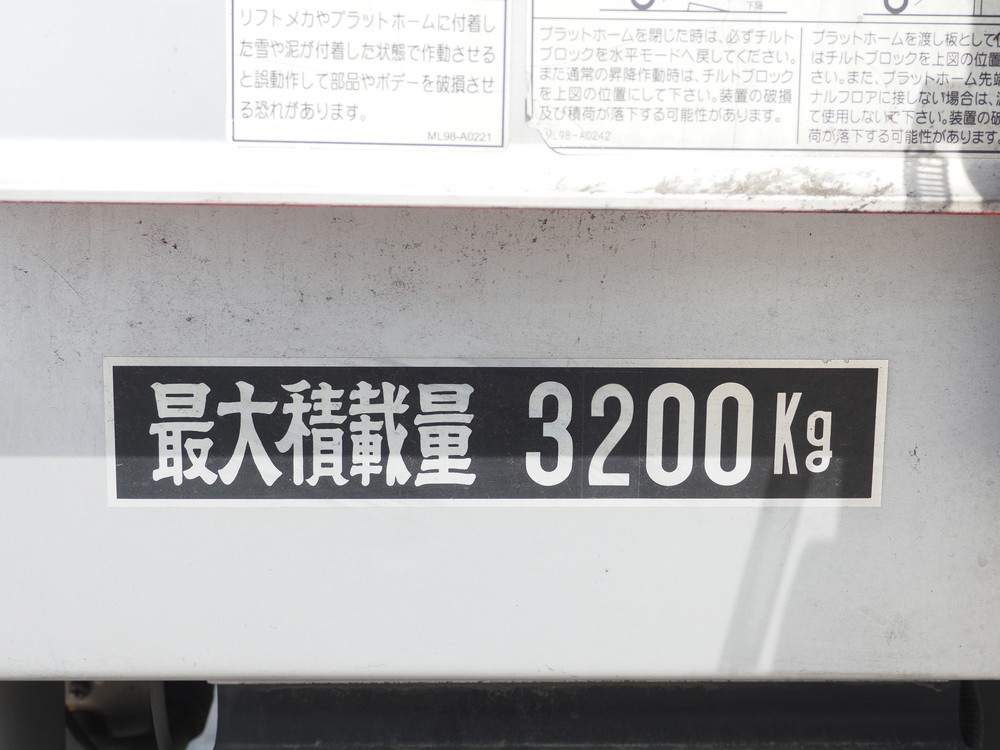 リフトメカやプラットホームに付着し
た雪や泥が付着した状態で作動させる
と誤動作して部品やボデーを破損させ
る恐れがあります。
ML98-A0221
下降
プラットホームを閉じた時は、必ずチルト
ブロックを水平モードへ戻してください。
また通常の昇降作動時は、チルトブロック
を上図の位置にして下さい。装置の破損
及び積荷が落下する可能性があります。
ML98-A0242
プラットホームを渡し板として
はチルトブロックを上図の位置
さい。また、プラットホーム先端
ナルフロアに接しない場合は、
て使用しないで下さい。装置の破
荷が落下する可能性があります。
最大積載量 3200Kg